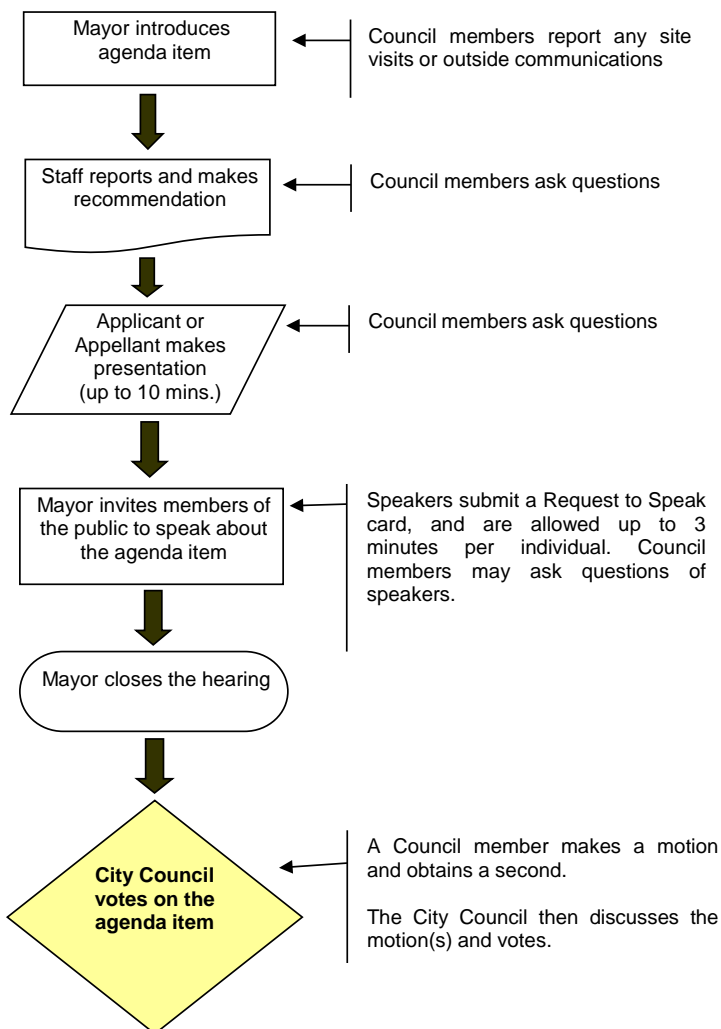 Mayor introduces
agenda item
Council members report any site
visits or outside communications
Staff reports and makes
recommendation
Council members ask questions
Applicant or
Appellant makes
presentation
(up to 10 mins.)
Council members ask questions
Mayor invites members of
the public to speak about
the agenda item
Speakers submit a Request to Speak
card, and are allowed up to 3
minutes per individual. Council
members may ask questions of
speakers.
Mayor closes the hearing
City Council
votes on the
agenda item
A Council member makes a motion
and obtains a second.
The City Council then discusses the
motion(s) and votes.